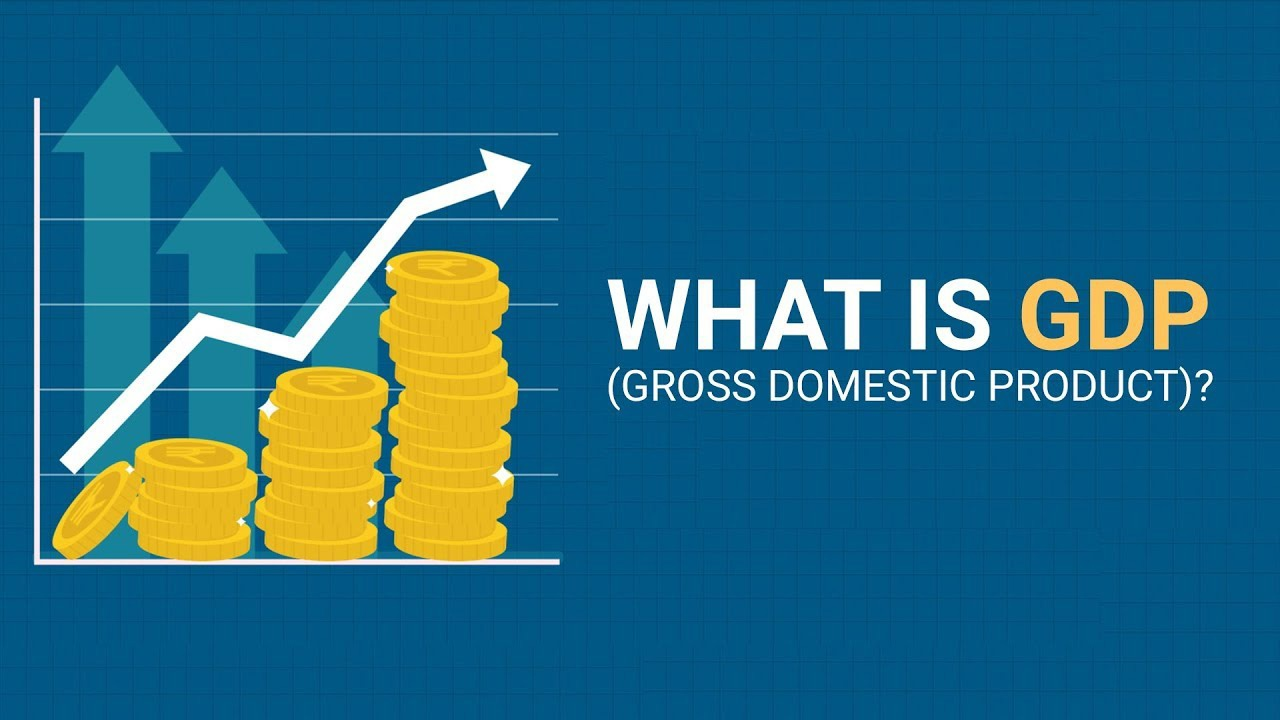 WHAT IS GDP
(GROSS DOMESTIC PRODUCT)?
₹
₹
₹
₹